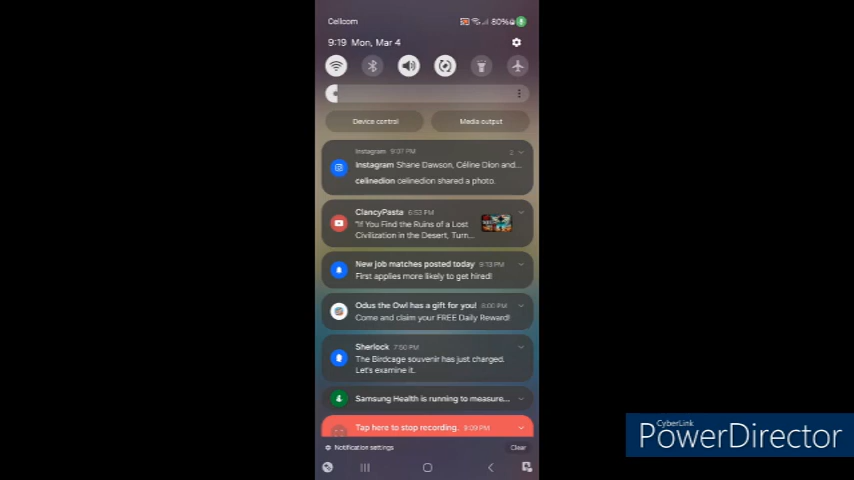 Cellcom
80%
9:19 Mon, Mar 4
Device control
Media output
Instagram 9:07 PM
2
Instagram Shane Dawson, Céline Dion and...
celinedion celinedion shared a photo.
ClancyPasta 6:53 PM
"If You Find the Ruins of a Lost
Civilization in the Desert, Turn...
New job matches posted today 9:13 PM
First applies more likely to get hired!
Odus the Owl has a gift for you! 8:00 PM
Come and claim your FREE Daily Reward!
Sherlock 7:50 PM
The Birdcage souvenir has just charged.
Let's examine it.
Samsung Health is running to measure...
Tap here to stop recording. 9:09 PM
Notification settings
Clear
CyberLink
PowerDirector